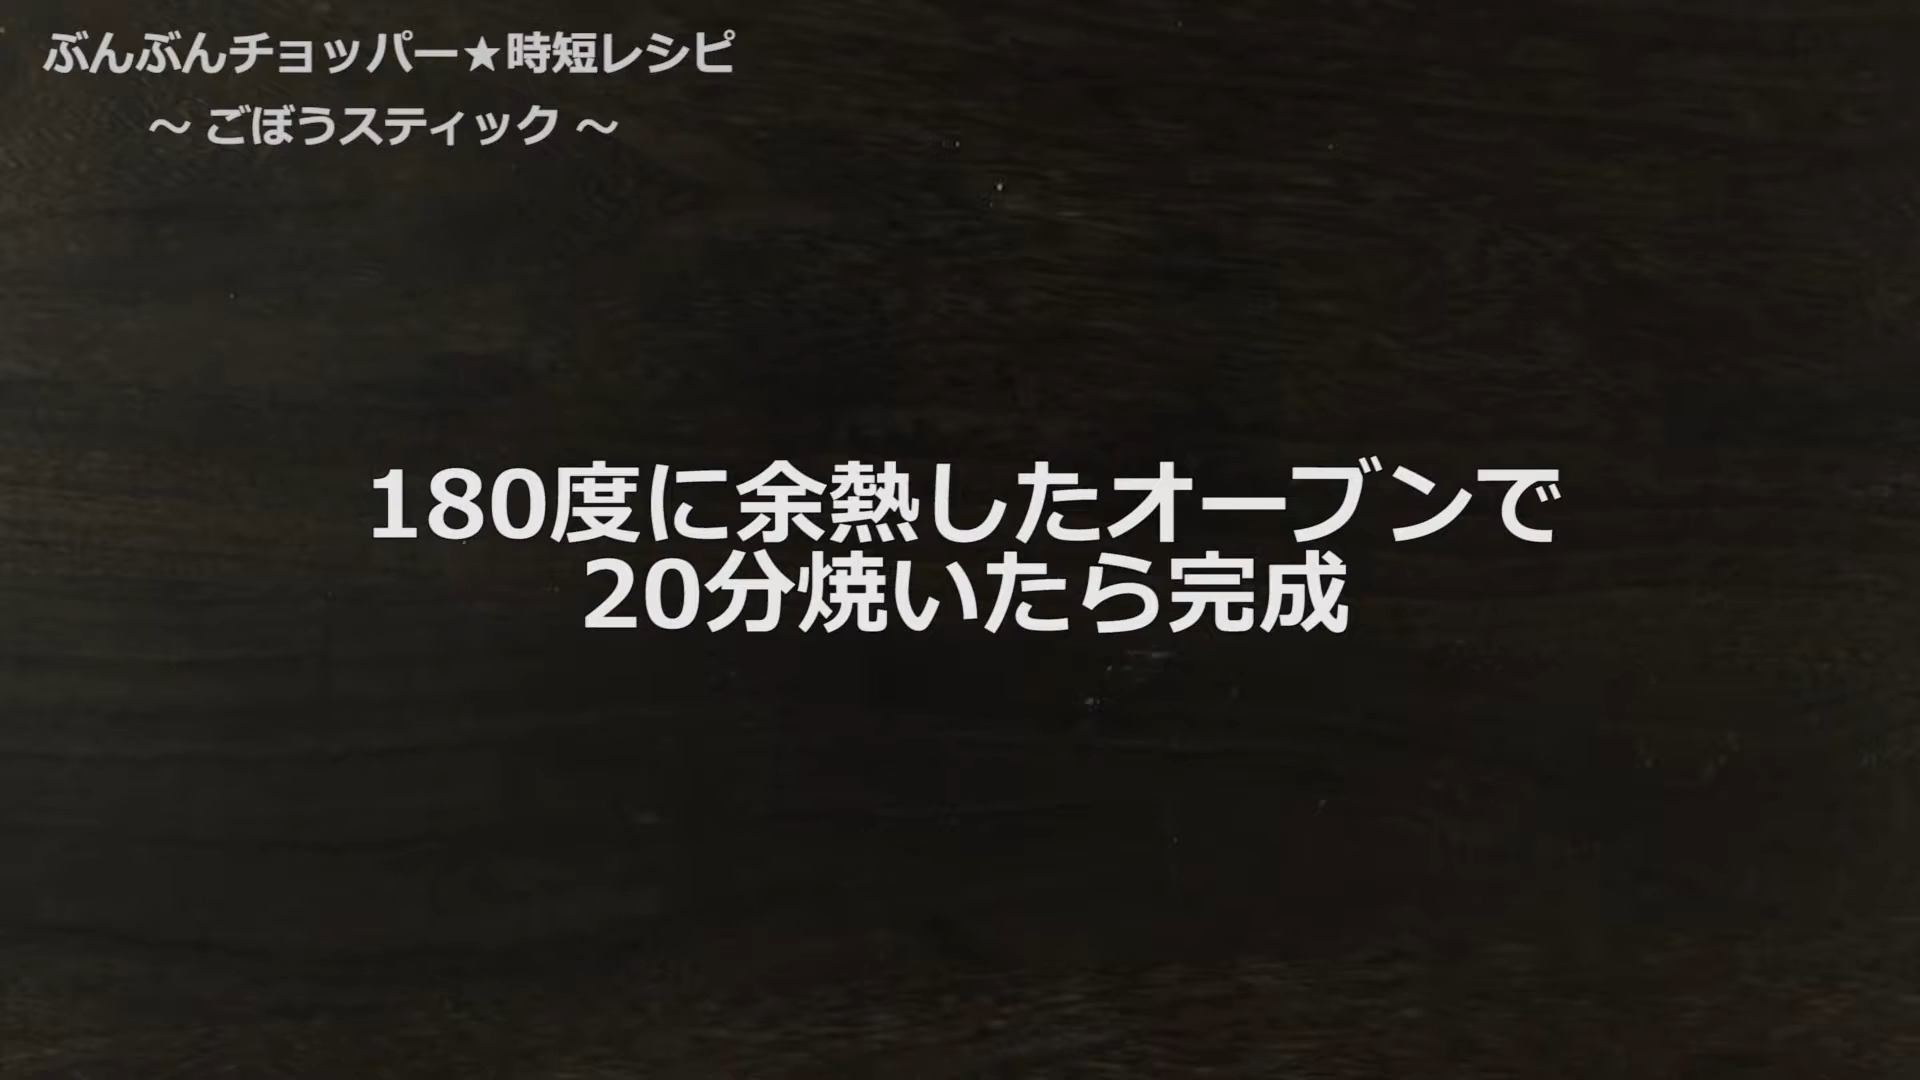 ぶんぶんチョッパー★時短レシピ
～ ごぼうスティック ～
180度に余熱したオーブンで
20分焼いたら完成